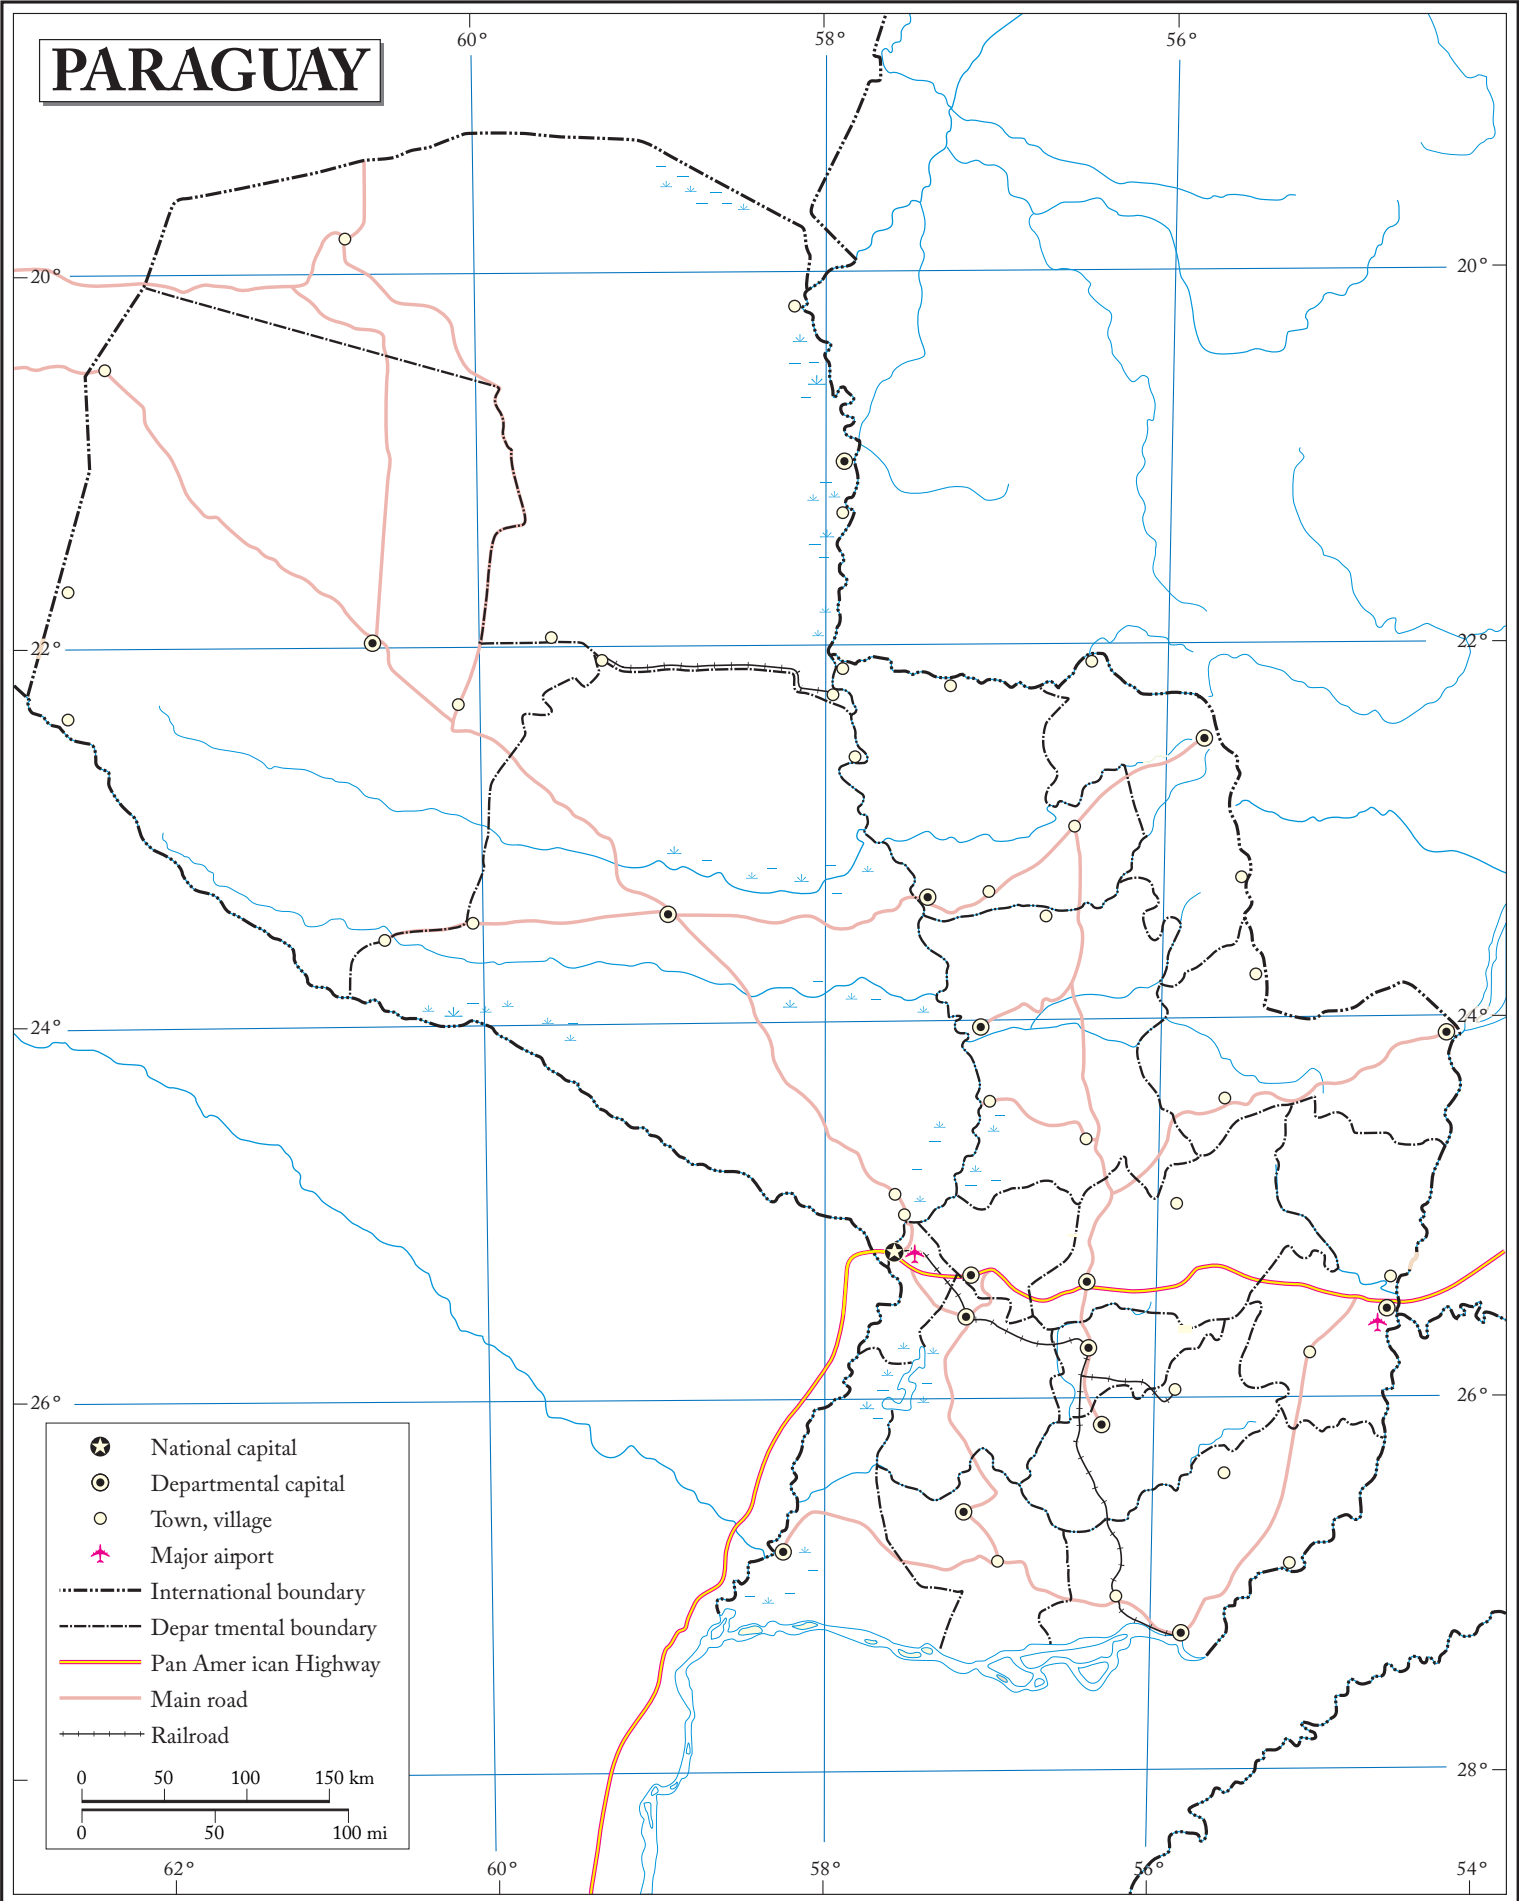 60° 58° 56°
PARAGUAY
20° 20°
22° 22°
24° 24°
26° 26°
National capital
Departmental capital
Town, village
Major airport
International boundary
Depar tmental boundary
Pan Amer ican Highway
Main road
Railroad
0 50 100 150 km
28°
0 50 100 mi
62° 60° 58° 56° 54°